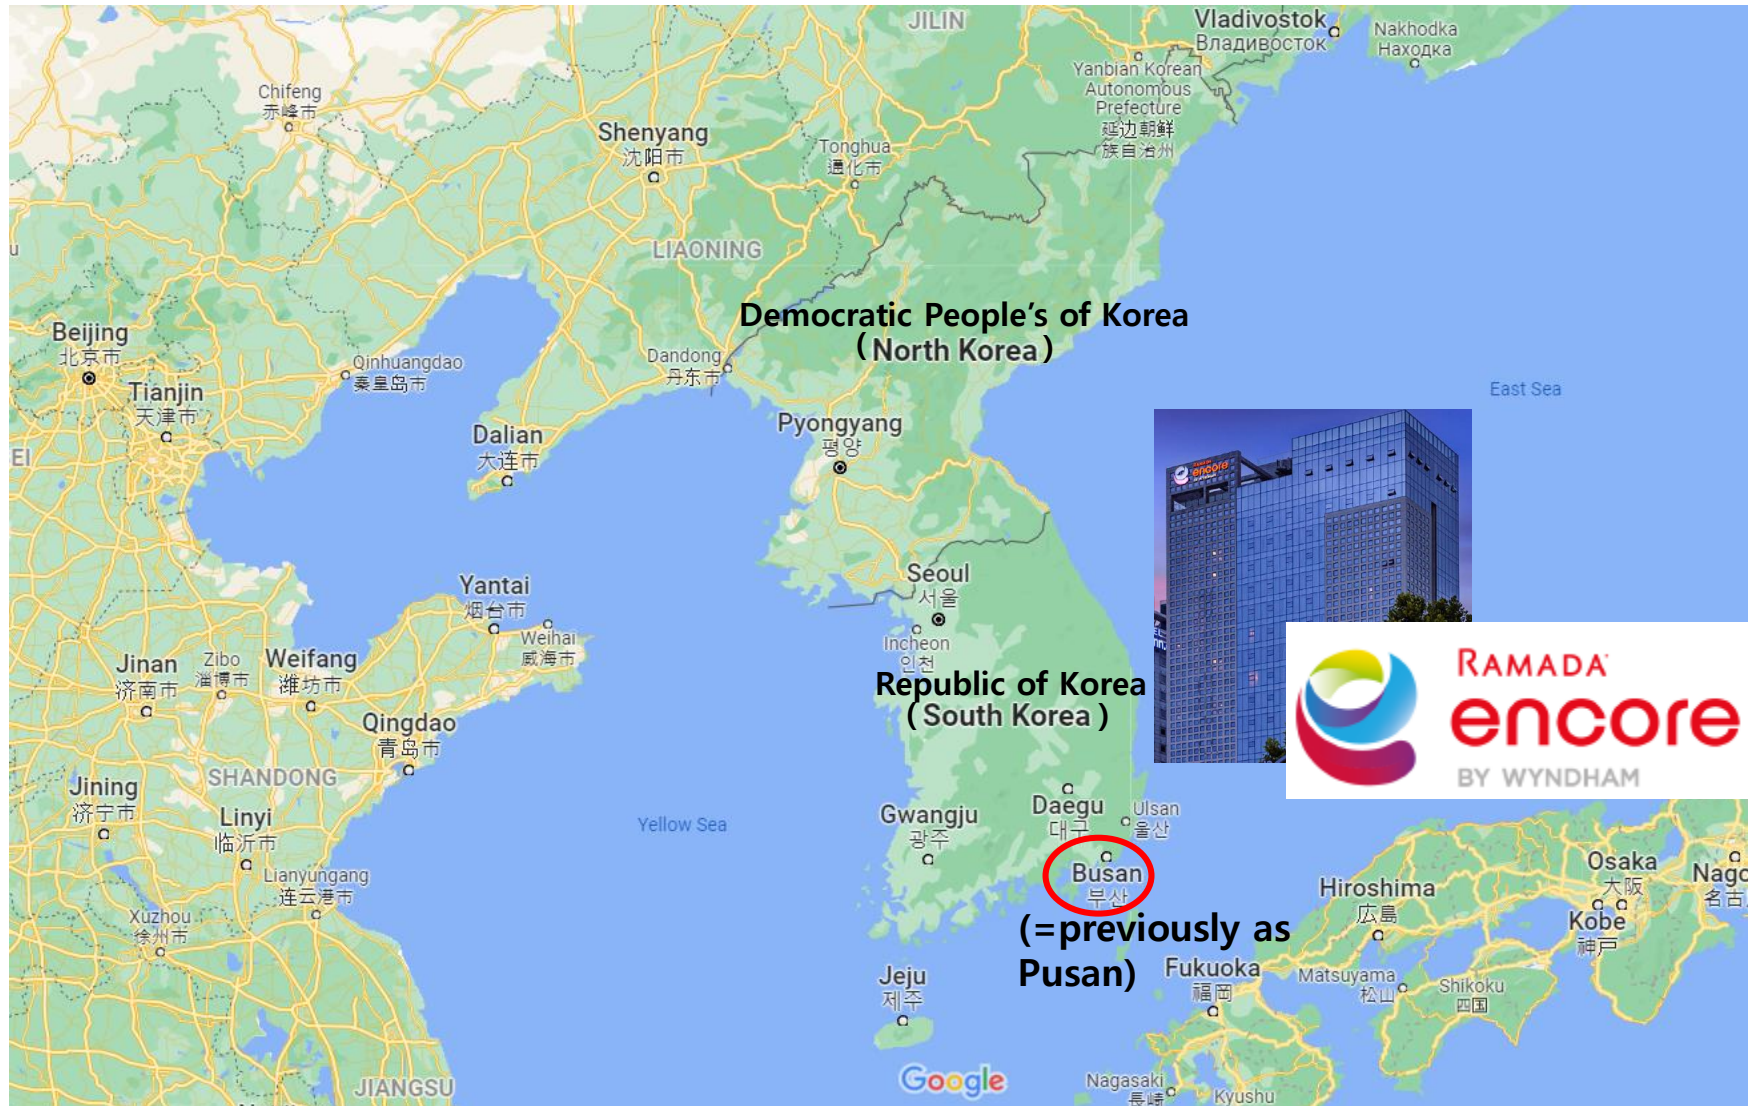 JILIN
Vladivostok
Владивосток
Nakhodka
Находка
Yanbian Korean
Autonomous
Prefecture
延边朝鲜
族自治州
Chifeng
赤峰市
Shenyang
沈阳市
Tonghua
通化市
LIAONING
Democratic People's of Korea
(North Korea)
Beijing
北京市
Qinhuangdao
秦皇岛市
Dandong
丹东市
Tianjin
天津市
East Sea
Pyongyang
평양
Dalian
大连市
EI
RAMADA
encore
Seoul
서울
Yantai
烟台市
Weihai
威海市
Incheon
인천
Jinan
济南市
Zibo
淄博市
Weifang
潍坊市
Republic of Korea
(South Korea)
RAMADA
encore
BY WYNDHAM
Qingdao
青岛市
SHANDONG
Jining
济宁市
Linyi
临沂市
Yellow Sea
Gwangju
광주
Daegu
대구
Ulsan
울산
Busan
부산
(=previously as
Pusan)
Lianyungang
连云港市
Xuzhou
徐州市
Hiroshima
広島
Osaka
大阪
Nago
名古
Kobe
神戸
Jeju
제주
Fukuoka
福岡
Matsuyama
松山
Shikoku
四国
Google
JIANGSU
Nagasaki
長崎
Kyushu